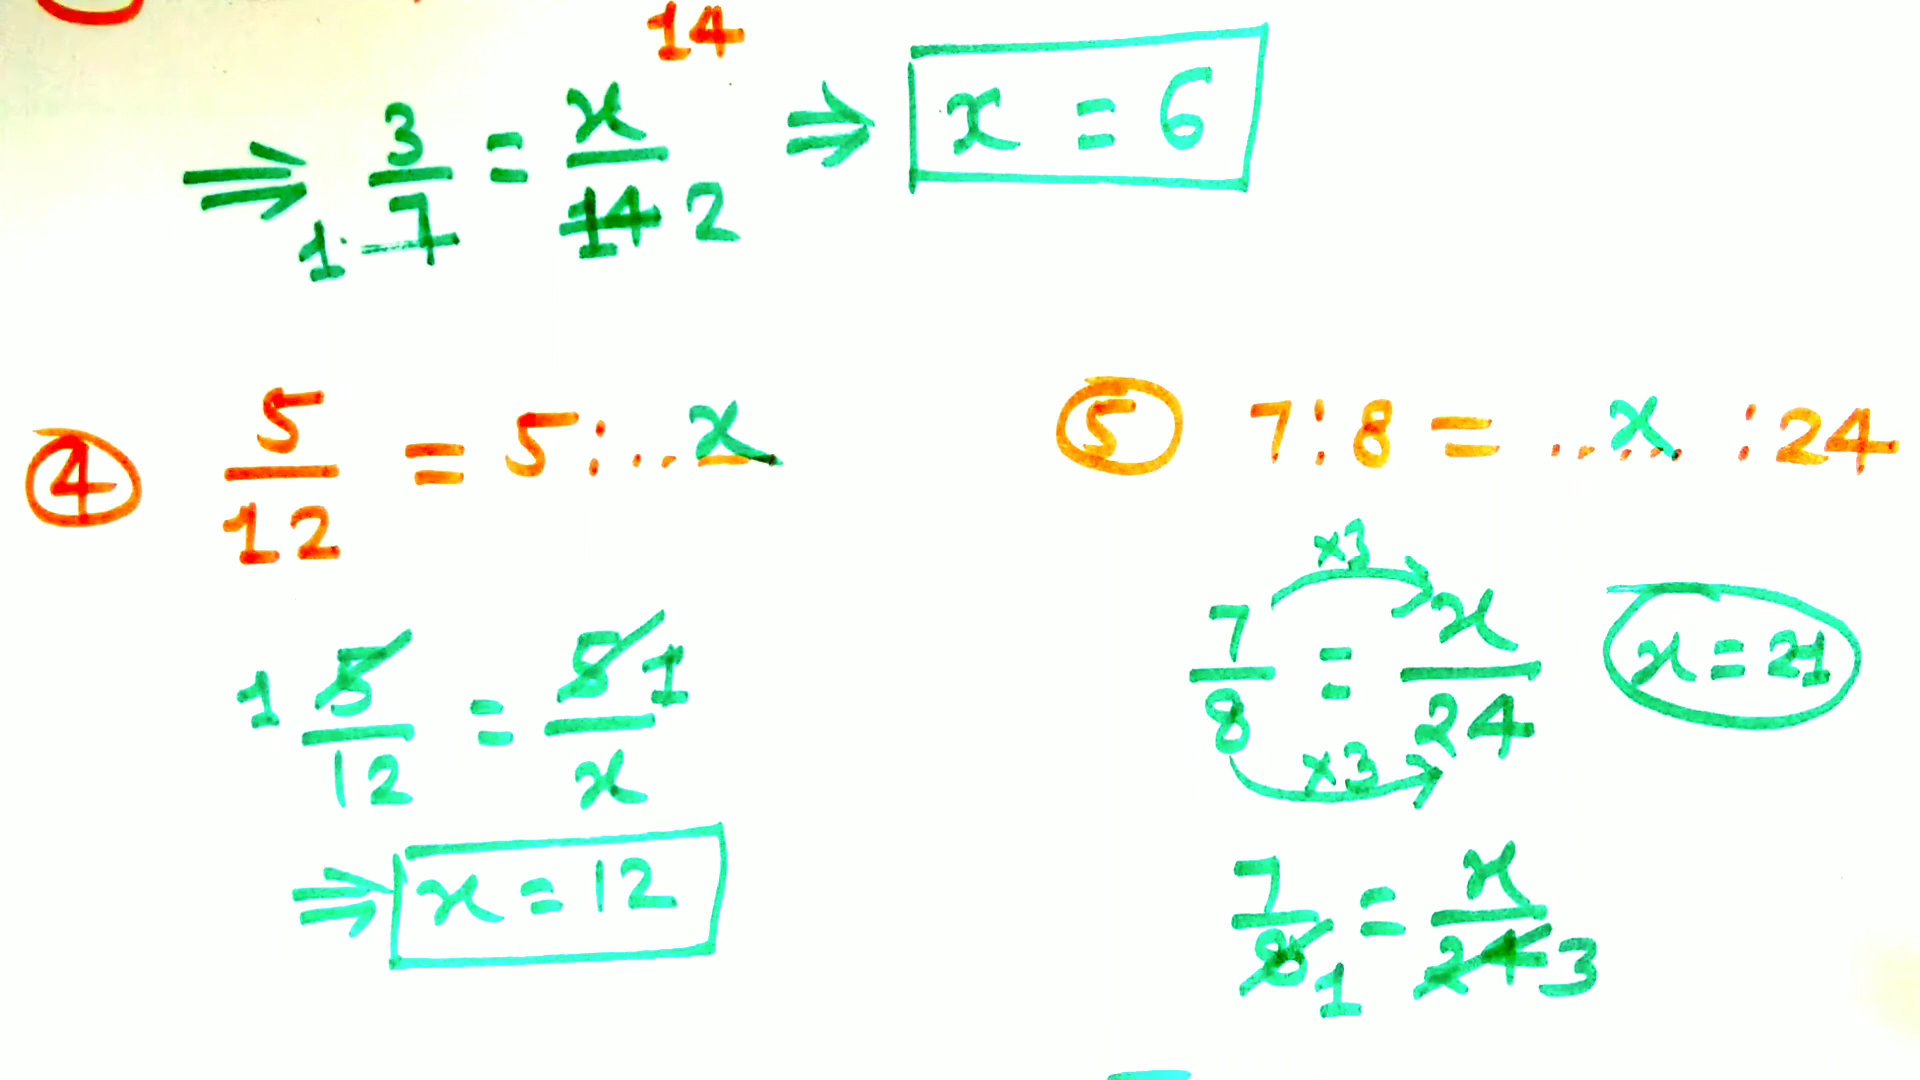 14
⇒ 3/7 = x/14 ⇒ x = 6
1 2
④ 5/12 = 5:...x
1 5/12 = 5/x 1
⇒ x = 12
⑤ 7:8 = ...x... :24
×3
7/8 = x/24 x = 21
×3
7/8 = x/24
1 3